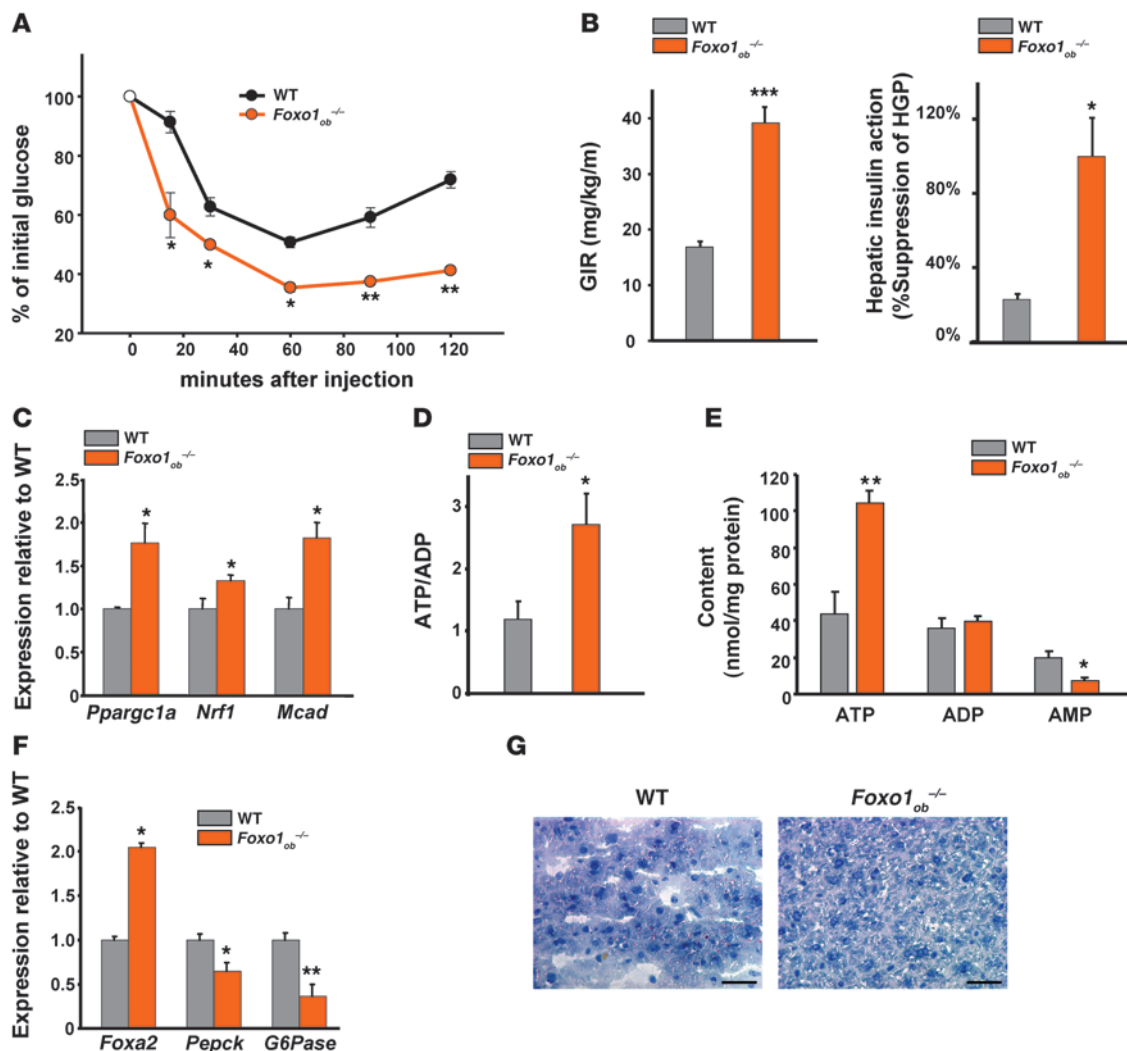 A
WT
Foxo1ob−/−
% of initial glucose
100
80
60
40
20
* * * ** **
0 20 40 60 80 100 120
minutes after injection
B
WT
Foxo1ob−/−
GIR (mg/kg/m)
40
30
20
10
0
***
WT
Foxo1ob−/−
Hepatic insulin action
(%Suppression of HGP)
120%
80%
40%
0%
*
C
WT
Foxo1ob−/−
Expression relative to WT
2.5
2.0
1.5
1.0
0.5
0.0
* * *
Ppargc1a Nrf1 Mcad
D
WT
Foxo1ob−/−
ATP/ADP
3
2
1
0
*
E
WT
Foxo1ob−/−
Content
(nmol/mg protein)
120
100
80
60
40
20
0
** *
ATP ADP AMP
F
WT
Foxo1ob−/−
Expression relative to WT
2.5
2.0
1.5
1.0
0.5
0.0
* * **
Foxa2 Pepck G6Pase
G
WT Foxo1ob−/−